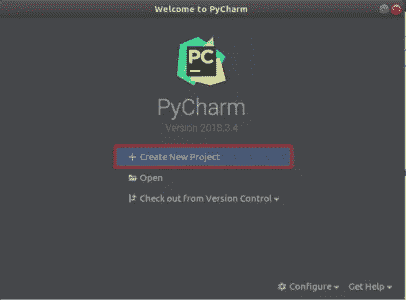 Welcome to PyCharm
PC
PyCharm
Version 2018.3.4
+ Create New Project
Open
Check out from Version Control
Configure Get Help